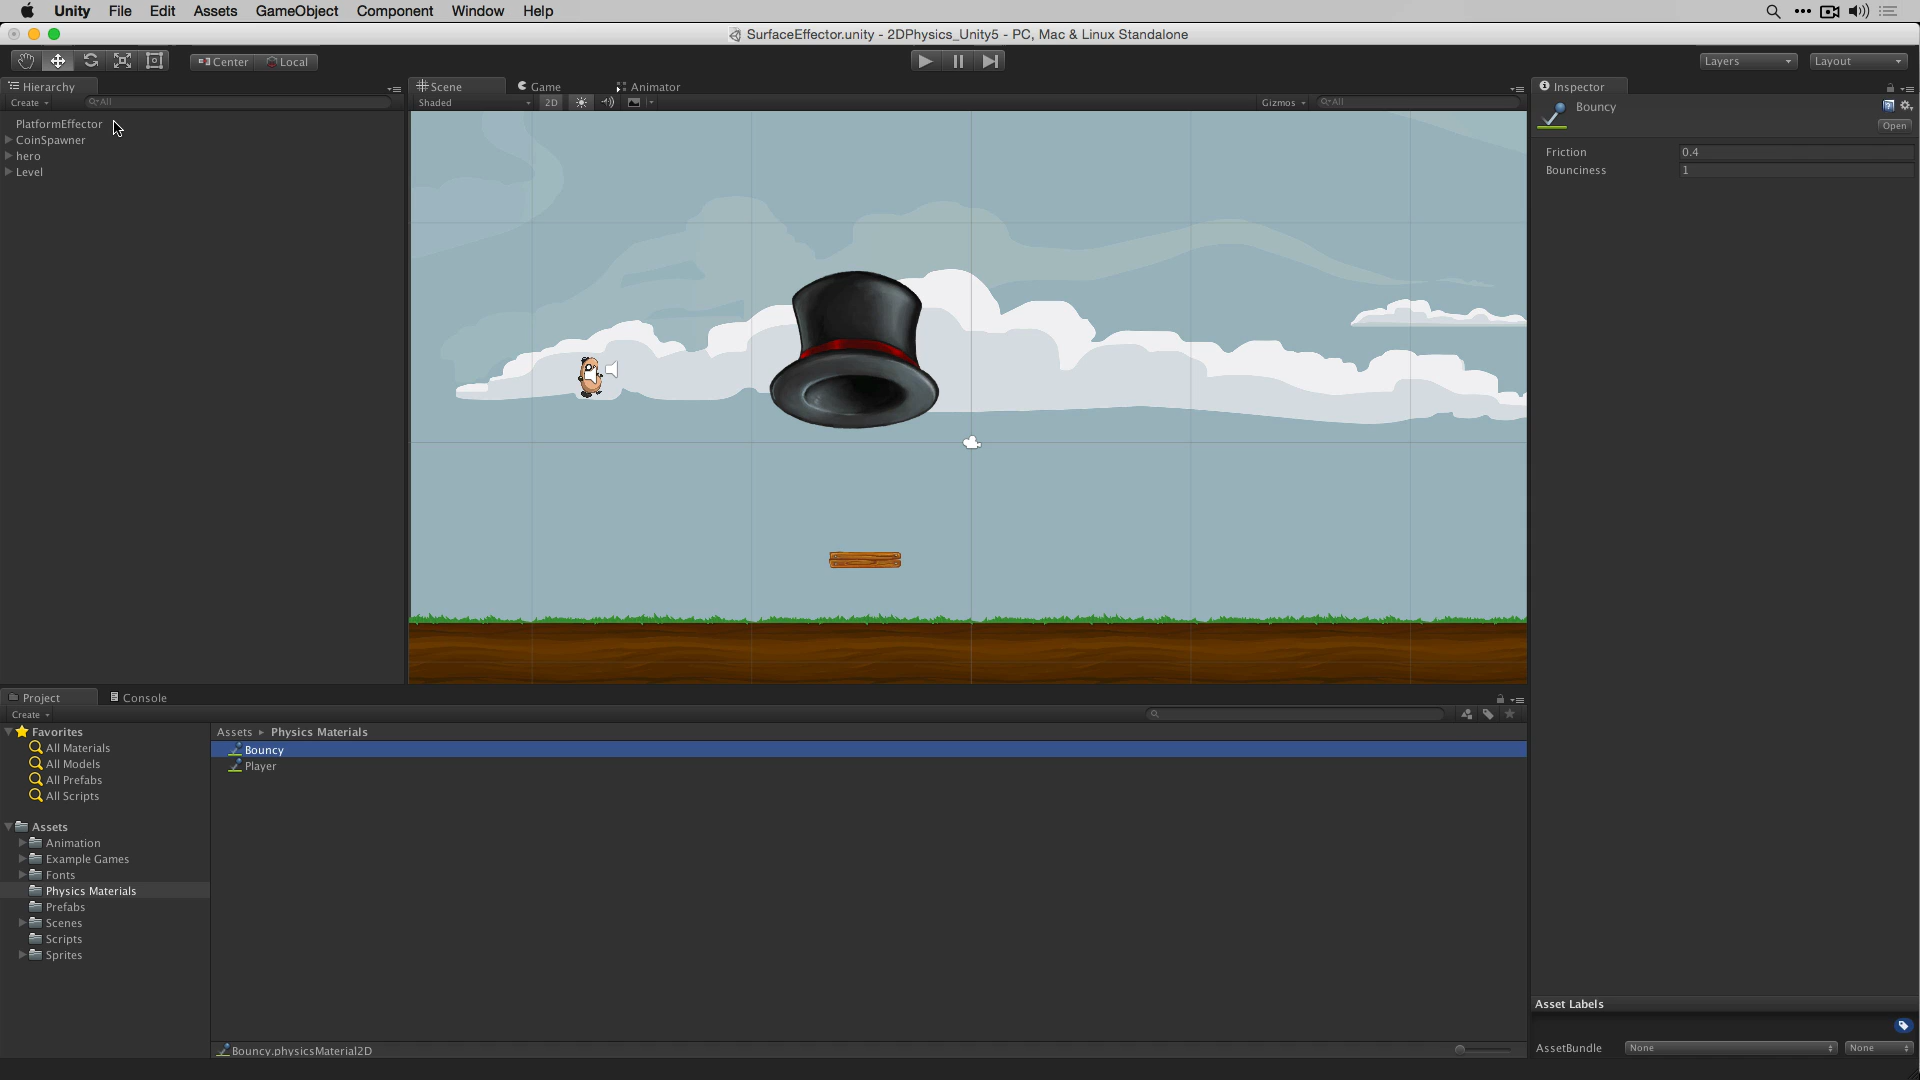 Unity File Edit Assets GameObject Component Window Help
SurfaceEffector.unity - 2DPhysics_Unity5 - PC, Mac & Linux Standalone
Center Local
Layers Layout
Hierarchy
Create All
PlatformEffector
CoinSpawner
hero
Level
Scene Game Animator
Shaded 2D Gizmos All
Inspector
Bouncy
Open
Friction 0.4
Bounciness 1
Project Console
Create
Favorites
All Materials
All Models
All Prefabs
All Scripts
Assets
Animation
Example Games
Fonts
Physics Materials
Prefabs
Scenes
Scripts
Sprites
Assets Physics Materials
Bouncy
Player
Bouncy.physicsMaterial2D
Asset Labels
AssetBundle None None